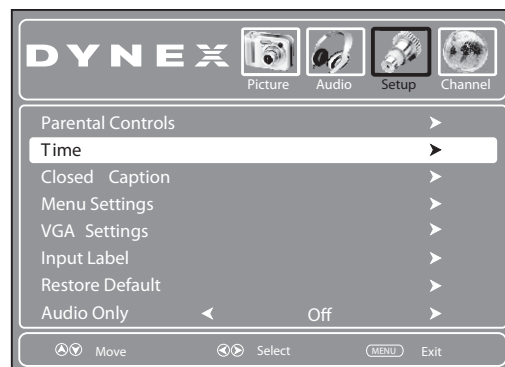 DYNEX
Picture Audio Setup Channel
Parental Controls
Time
Closed Caption
Menu Settings
VGA Settings
Input Label
Restore Default
Audio Only Off
Move Select MENU Exit